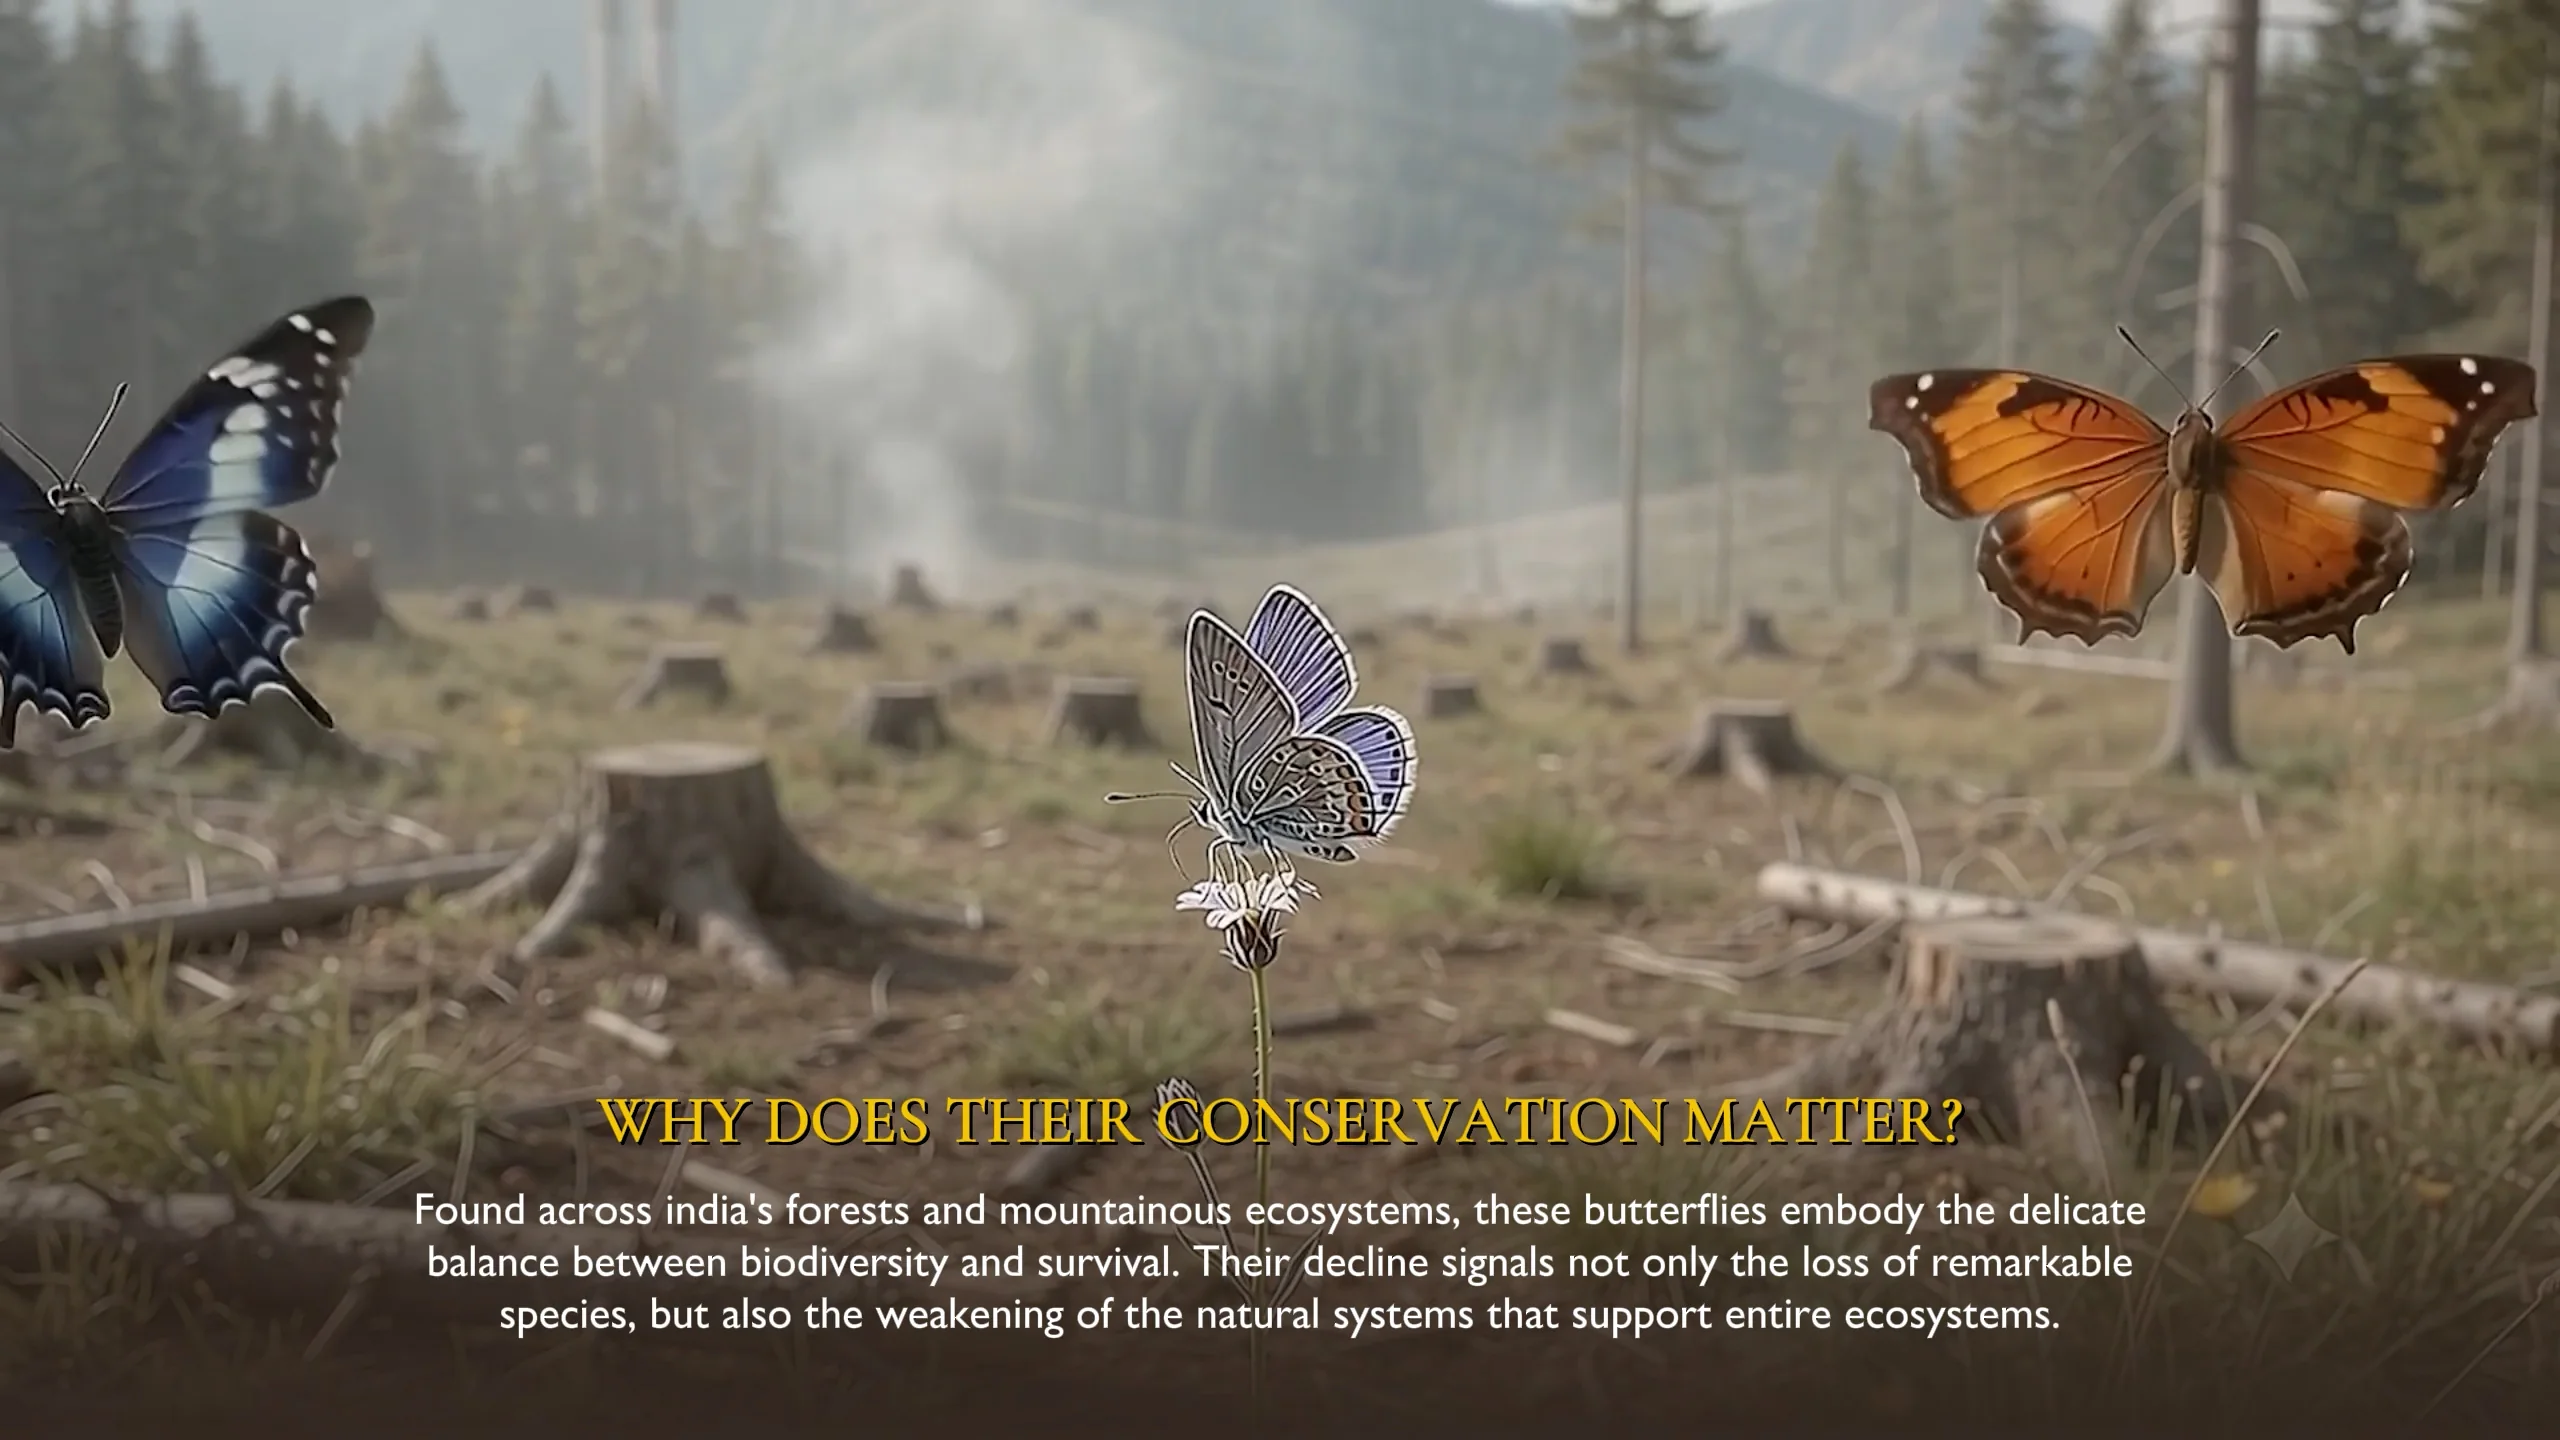 WHY DOES THEIR CONSERVATION MATTER?
Found across india's forests and mountainous ecosystems, these butterflies embody the delicate
balance between biodiversity and survival. Their decline signals not only the loss of remarkable
species, but also the weakening of the natural systems that support entire ecosystems.